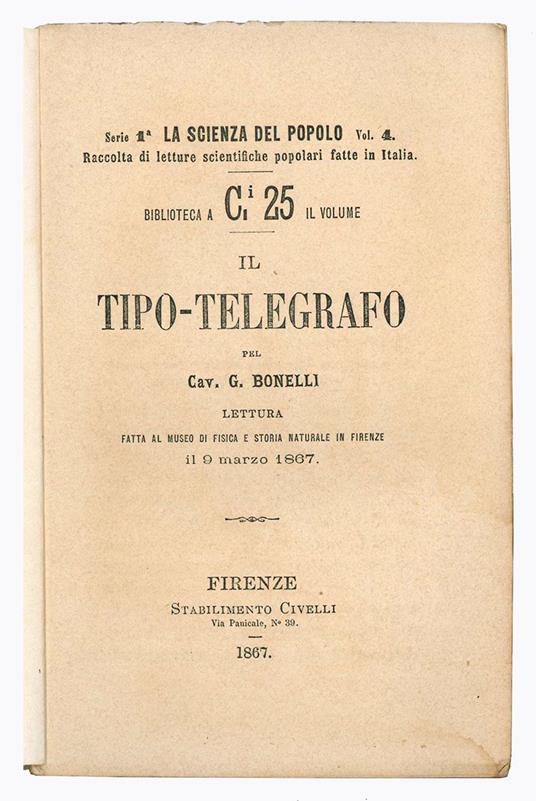 Serie 1ª LA SCIENZA DEL POPOLO Vol. 4.
Raccolta di letture scientifiche popolari fatte in Italia.
BIBLIOTECA A C.i 25 IL VOLUME
IL
TIPO-TELEGRAFO
PEL
Cav. G. BONELLI
LETTURA
FATTA AL MUSEO DI FISICA E STORIA NATURALE IN FIRENZE
il 9 marzo 1867.
FIRENZE
STABILIMENTO CIVELLI
Via Panicale, Nº 39.
1867.